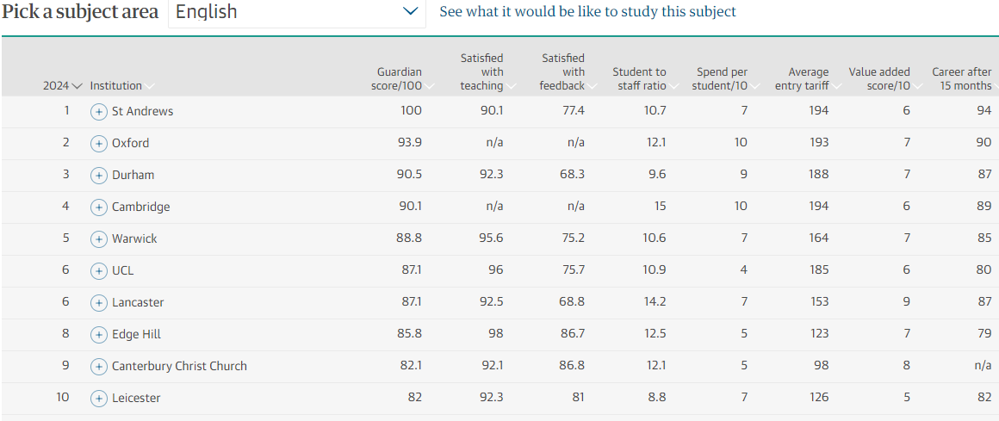 Pick a subject area English See what it would be like to study this subject
2024 Institution Guardian score/100 Satisfied with teaching Satisfied with feedback Student to staff ratio Spend per student/10 Average entry tariff Value added score/10 Career after 15 months
1 St Andrews 100 90.1 77.4 10.7 7 194 6 94
2 Oxford 93.9 n/a n/a 12.1 10 193 7 90
3 Durham 90.5 92.3 68.3 9.6 9 188 7 87
4 Cambridge 90.1 n/a n/a 15 10 194 6 89
5 Warwick 88.8 95.6 75.2 10.6 7 164 7 85
6 UCL 87.1 96 75.7 10.9 4 185 6 80
6 Lancaster 87.1 92.5 68.8 14.2 7 153 9 87
8 Edge Hill 85.8 98 86.7 12.5 5 123 7 79
9 Canterbury Christ Church 82.1 92.1 86.8 12.1 5 98 8 n/a
10 Leicester 82 92.3 81 8.8 7 126 5 82